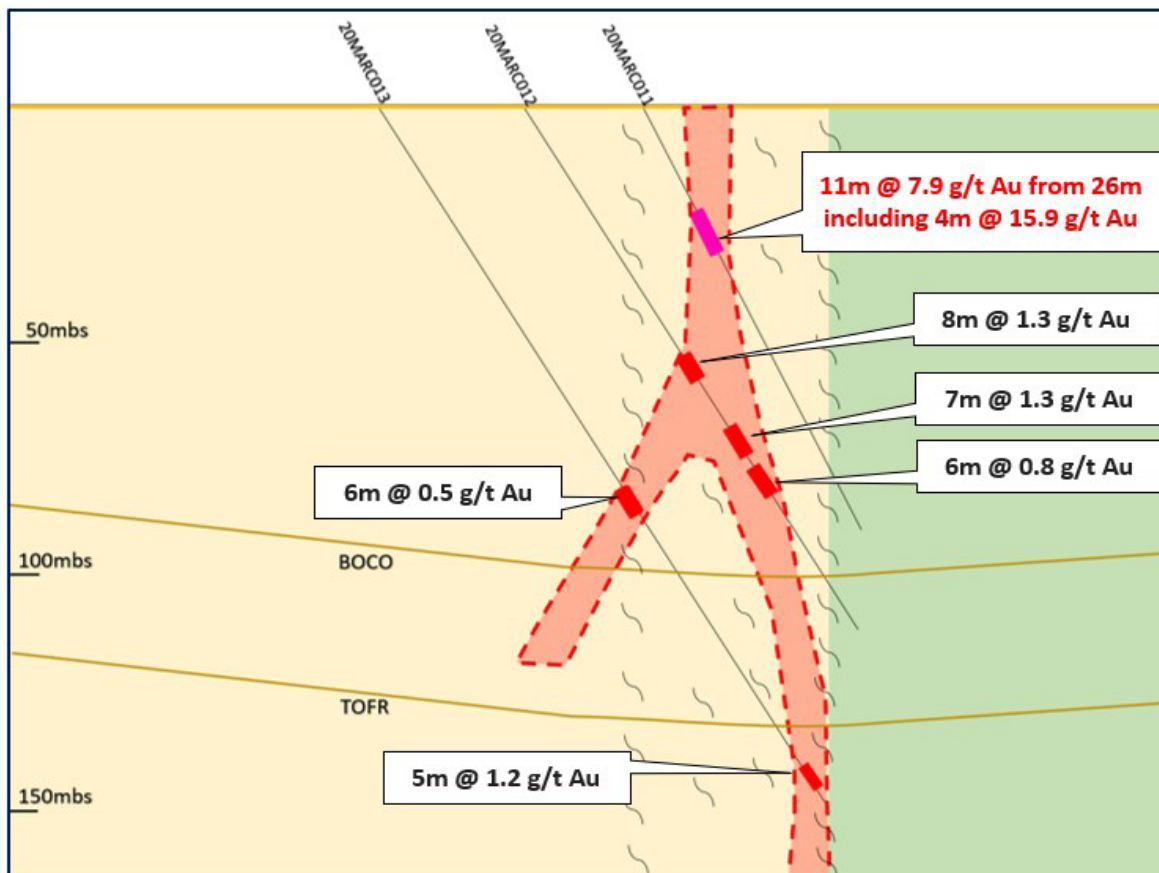 20MARC013
20MARC012
20MARC011
11m @ 7.9 g/t Au from 26m
including 4m @ 15.9 g/t Au
50mbs
8m @ 1.3 g/t Au
7m @ 1.3 g/t Au
6m @ 0.8 g/t Au
6m @ 0.5 g/t Au
100mbs
BOCO
TOFR
5m @ 1.2 g/t Au
150mbs